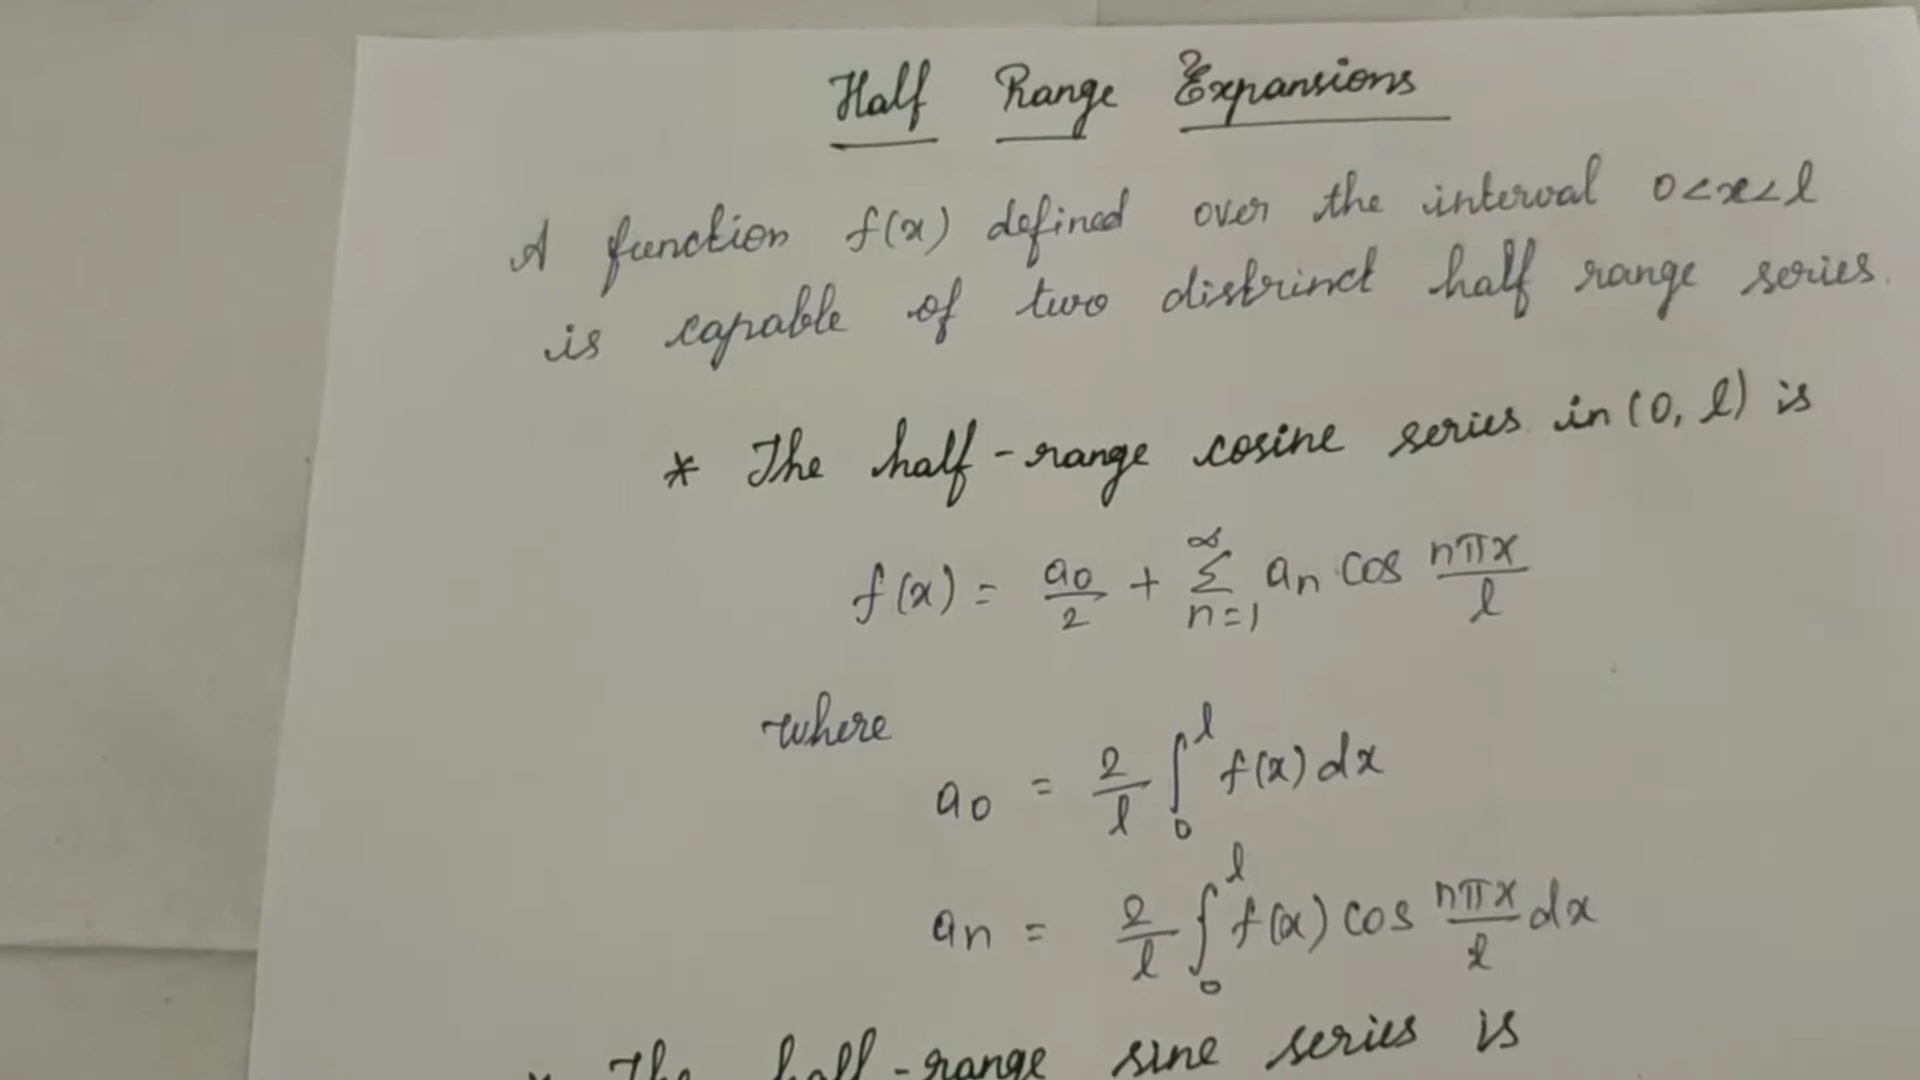 Half Range Expansions
A function f(x) defined over the interval 0<x<l
is capable of two distrinct half range series.
* The half-range cosine series in (0, l) is
f(x) = a0/2 + ∑_{n=1}^{∞} an cos nπx/l
where
a0 = 2/l ∫_0^l f(x) dx
an = 2/l ∫_0^l f(x) cos nπx/l dx
* The half-range sine series is